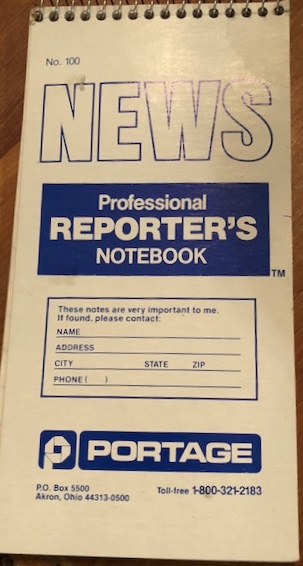 No. 100
NEWS
Professional
REPORTER'S
NOTEBOOK
TM
These notes are very important to me.
If found, please contact:
NAME
ADDRESS
CITY STATE ZIP
PHONE ( )
PORTAGE
P.O. Box 5500 Toll-free 1-800-321-2183
Akron, Ohio 44313-0500